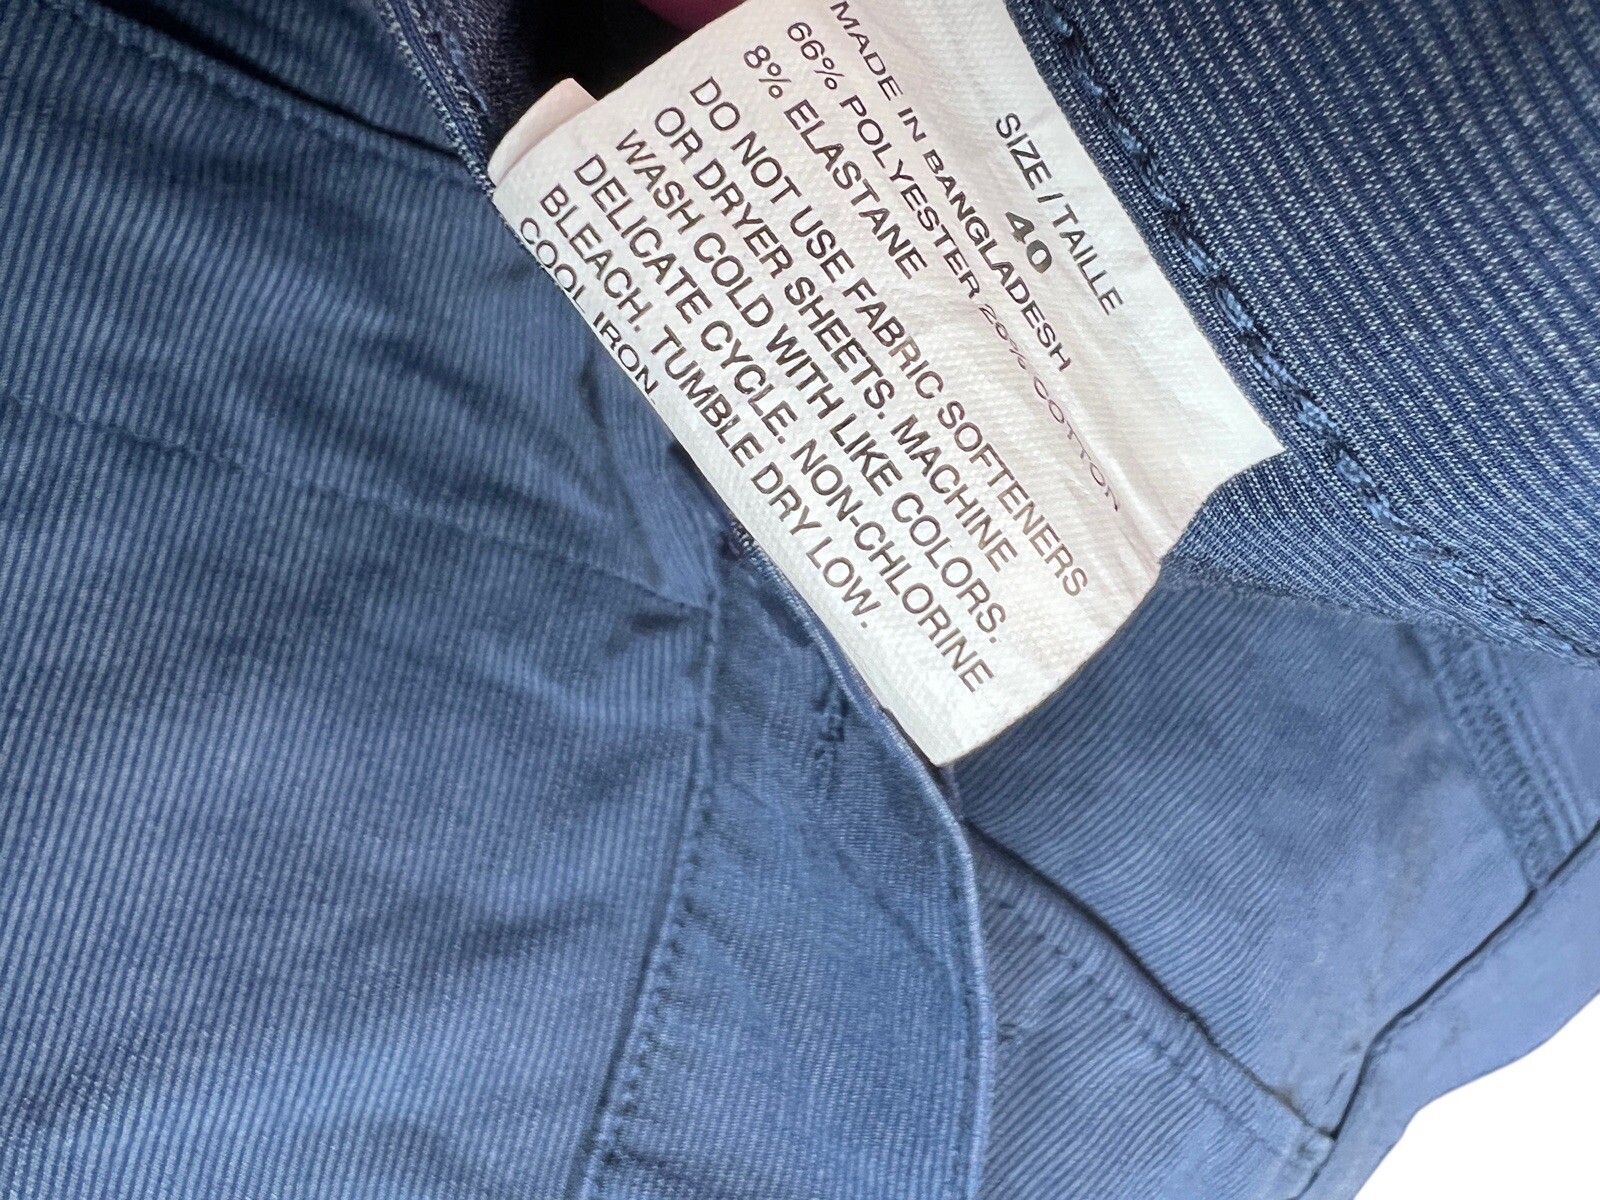 SIZE / TAILLE
40
MADE IN BANGLADESH
66% POLYESTER 26% COTTON
8% ELASTANE
DO NOT USE FABRIC SOFTENERS
OR DRYER SHEETS. MACHINE
WASH COLD WITH LIKE COLORS.
DELICATE CYCLE. NON-CHLORINE
BLEACH. TUMBLE DRY LOW.
COOL IRON.